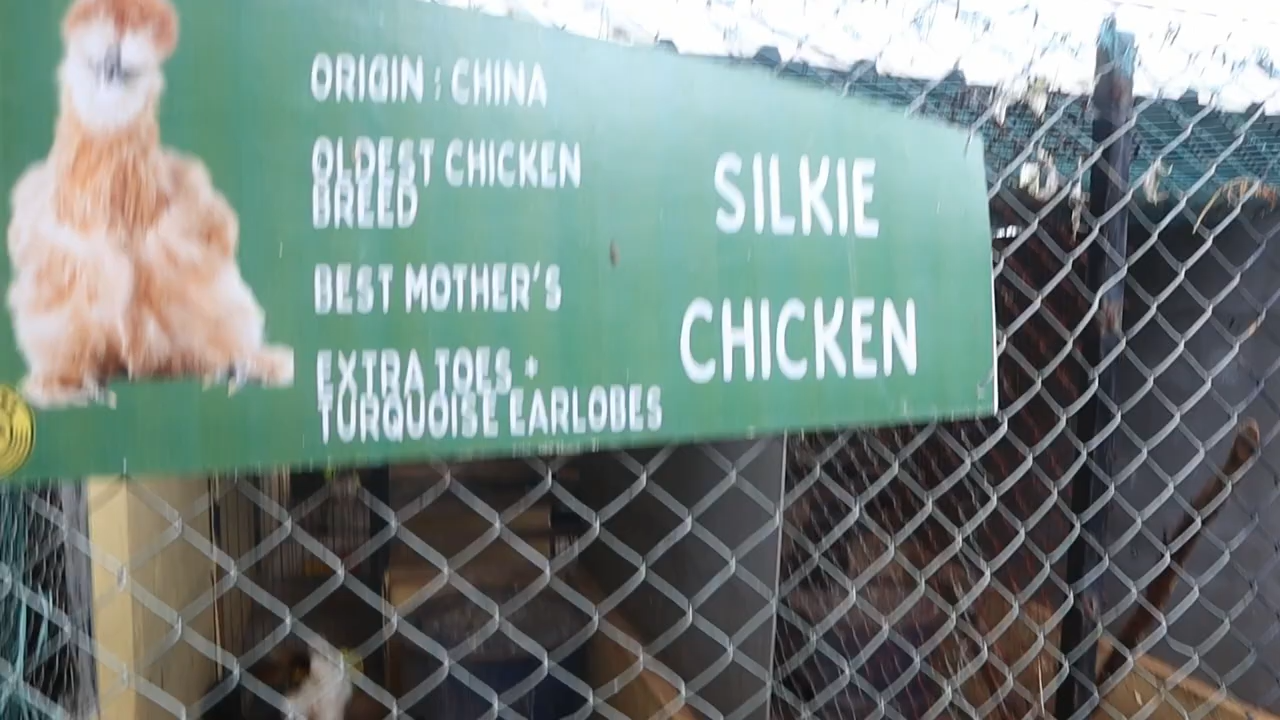 ORIGIN : CHINA
OLDEST CHICKEN
BREED
BEST MOTHER'S
EXTRA TOES +
TURQUOISE EARLOBES
SILKIE
CHICKEN